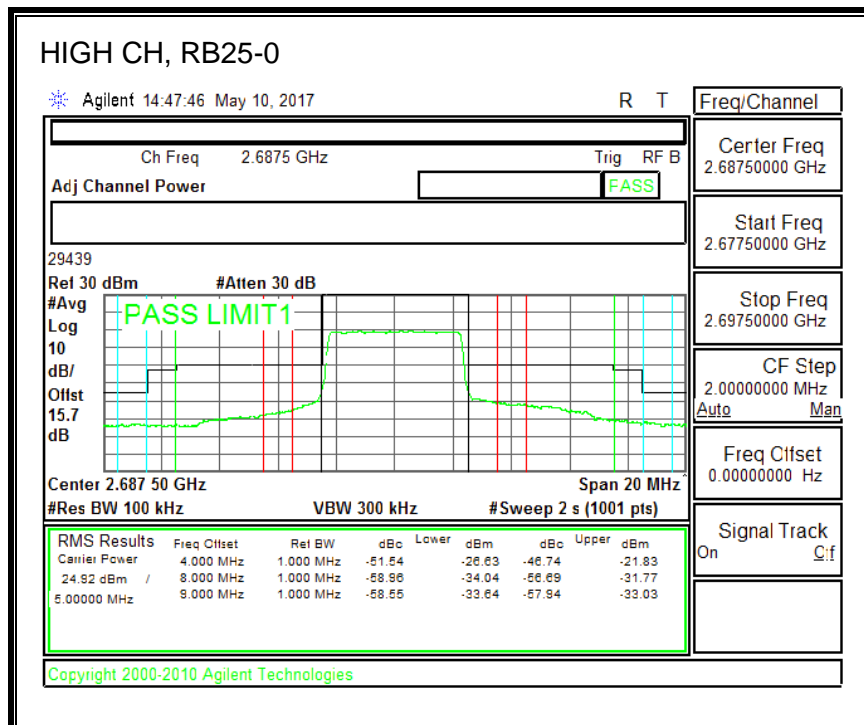 HIGH CH, RB25-0
Agilent 14:47:46 May 10, 2017 R T
Freq/Channel
Ch Freq 2.6875 GHz Trig RF B
Adj Channel Power PASS
Center Freq
2.68750000 GHz
Start Freq
2.67750000 GHz
Stop Freq
2.69750000 GHz
CF Step
2.00000000 MHz
Auto Man
Freq Offset
0.00000000 Hz
Signal Track
On Off
29439
Ref 30 dBm #Atten 30 dB
#Avg
Log
10
dB/
Offst
15.7
dB
PASS LIMIT1
Center 2.687 50 GHz Span 20 MHz
#Res BW 100 kHz VBW 300 kHz #Sweep 2 s (1001 pts)
RMS Results Freq Offset Ref BW dBc Lower dBm dBc Upper dBm
Carrier Power 4.000 MHz 1.000 MHz -51.54 -26.63 -46.74 -21.83
24.92 dBm / 8.000 MHz 1.000 MHz -58.96 -34.04 -56.69 -31.77
5.00000 MHz 9.000 MHz 1.000 MHz -58.55 -33.64 -57.94 -33.03
Copyright 2000-2010 Agilent Technologies